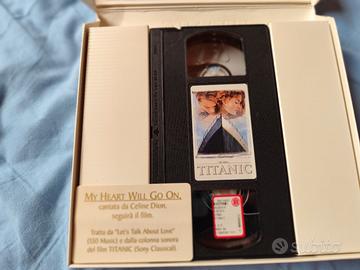 TITANIC
MY HEART WILL GO ON,
cantata da Celine Dion,
seguirà il film.
Tratta da "Let's Talk About Love"
(550 Music) e dalla colonna sonora
del film TITANIC (Sony Classical).
subito